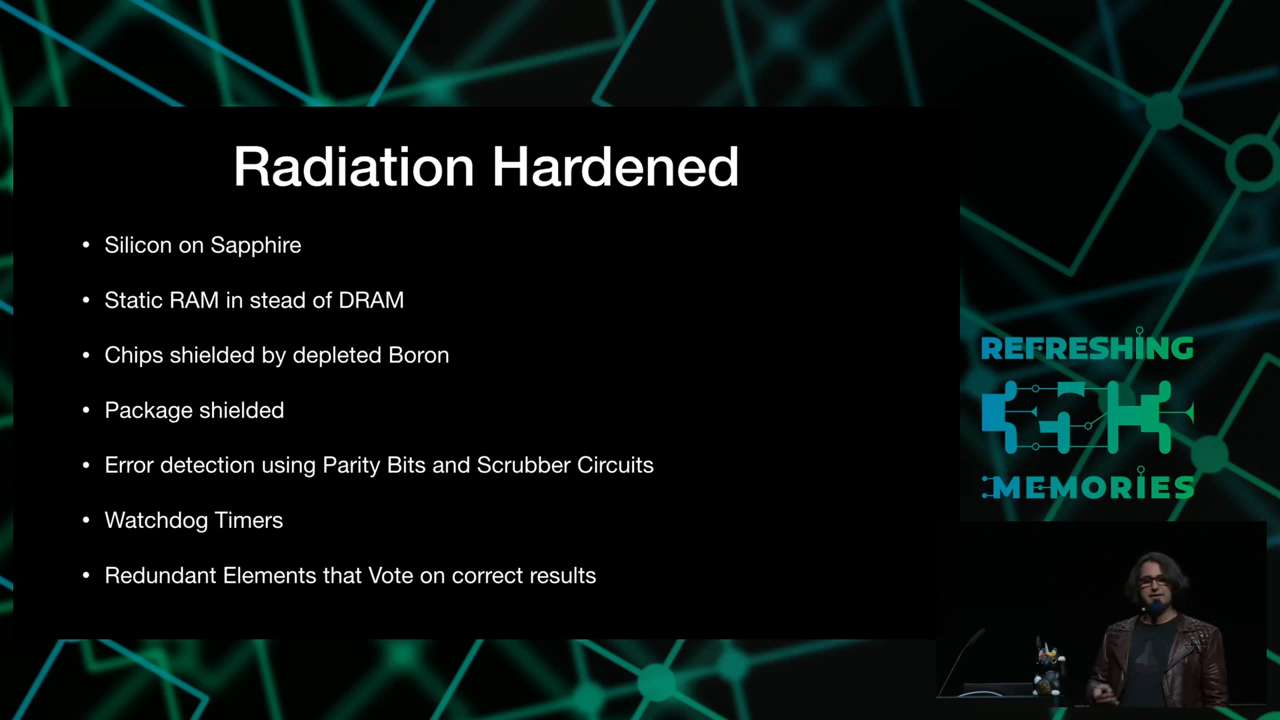 Radiation Hardened
• Silicon on Sapphire
• Static RAM in stead of DRAM
• Chips shielded by depleted Boron
• Package shielded
• Error detection using Parity Bits and Scrubber Circuits
• Watchdog Timers
• Redundant Elements that Vote on correct results
REFRESHING
35C3
MEMORIES